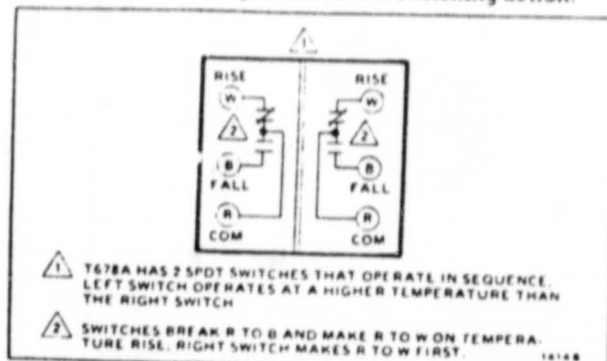 switching action.
1
RISE RISE
W W
2 2
B B
FALL FALL
R R
COM COM
1 T678A HAS 2 SPDT SWITCHES THAT OPERATE IN SEQUENCE.
LEFT SWITCH OPERATES AT A HIGHER TEMPERATURE THAN
THE RIGHT SWITCH
2 SWITCHES BREAK R TO B AND MAKE R TO W ON TEMPERA-
TURE RISE. RIGHT SWITCH MAKES R TO W FIRST.